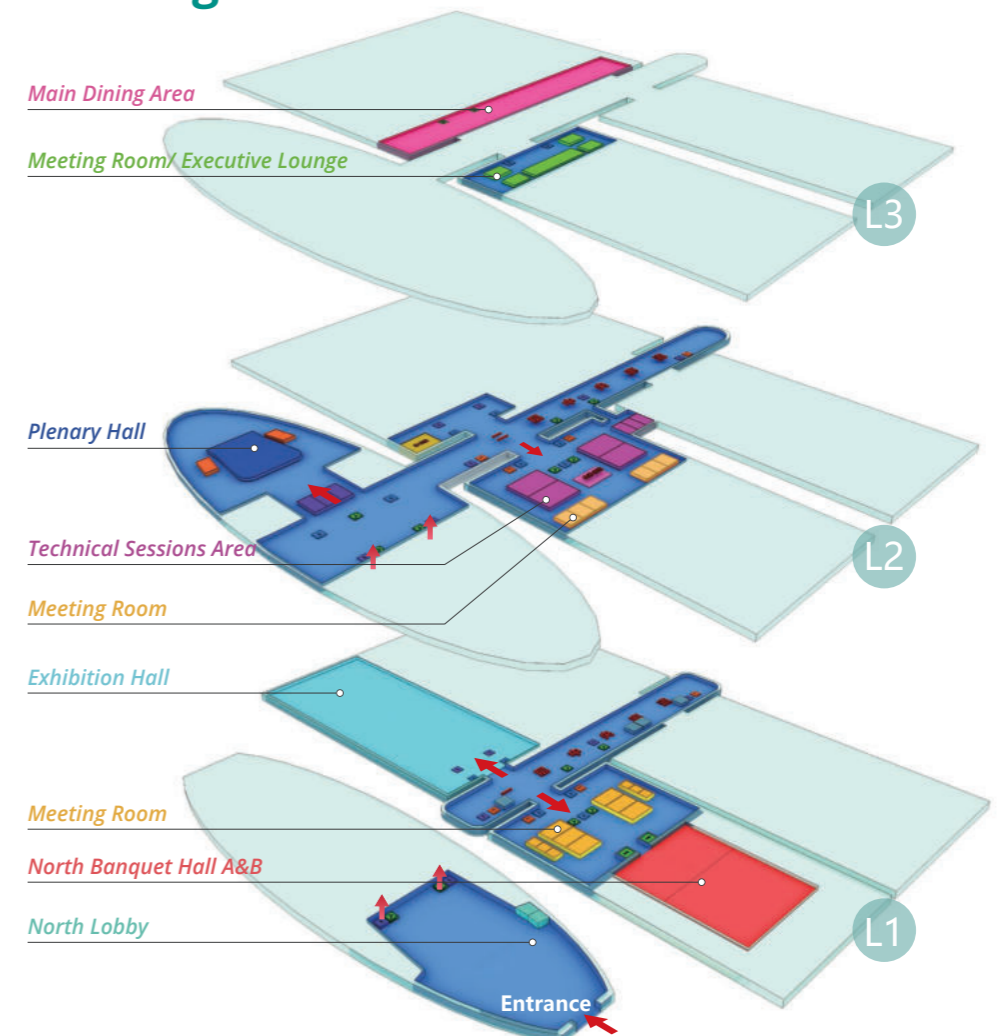 Main Dining Area
Meeting Room/ Executive Lounge
L3
Plenary Hall
Technical Sessions Area
L2
Meeting Room
Exhibition Hall
Meeting Room
North Banquet Hall A&B
North Lobby
L1
Entrance